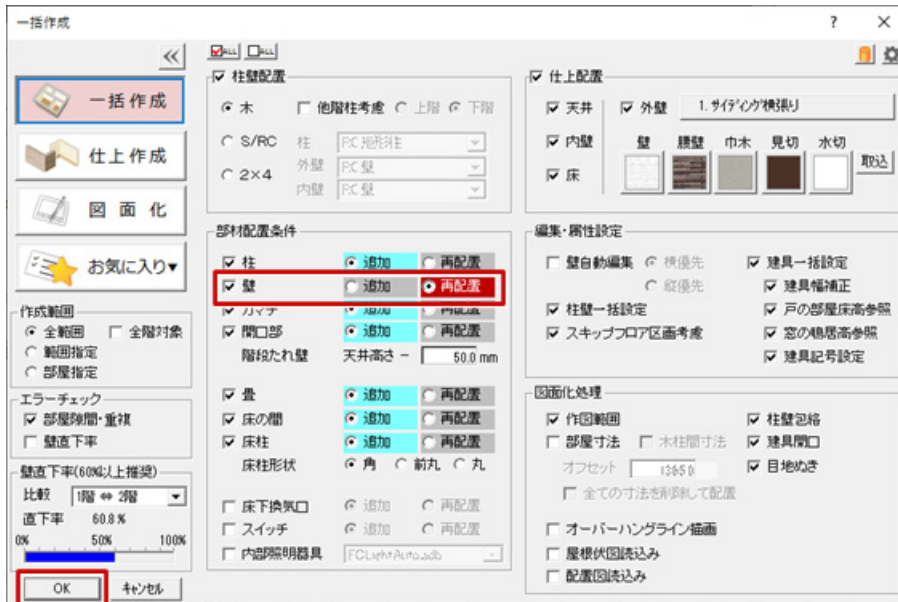 一括作成
ALL ALL
一括作成
仕上作成
図面化
お気に入り▼
作成範囲
全範囲 全階対象
範囲指定
部屋指定
エラーチェック
部屋隙間・重複
壁直下率
壁直下率(60%以上推奨)
比較 1階 ⇔ 2階
直下率 60.8 %
0% 50% 100%
OK キャンセル
柱壁配置
木 他階柱考慮 上階 下階
S/RC 柱 RC 矩形柱
外壁 RC 壁
2×4
内壁 RC 壁
部材配置条件
柱 追加 再配置
壁 追加 再配置
カマチ 追加 再配置
開口部 追加 再配置
階段たれ壁 天井高さ - 50.0 mm
畳 追加 再配置
床の間 追加 再配置
床柱 追加 再配置
床柱形状 角 前丸 丸
床下換気口 追加 再配置
スイッチ 追加 再配置
内部照明器具 FCLightAuto.sdb
仕上配置
天井 外壁 1. サイディング横張り
内壁 壁 腰壁 巾木 見切 水切
床 取込
編集・属性設定
壁自動編集 横優先 建具一括設定
縦優先 建具幅補正
柱壁一括設定 戸の部屋床高参照
スキップフロア区画考慮 窓の鴨居高参照
建具記号設定
図面化処理
作図範囲 柱壁包絡
部屋寸法 木柱間寸法 建具開口
オフセット 1365.0 目地ぬき
全ての寸法を削除して配置
オーバーハングライン描画
屋根伏図読込み
配置図読込み